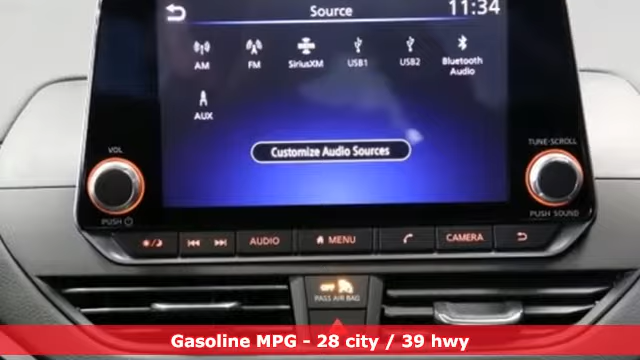 Source
11:34
AM
FM
SiriusXM
USB1
USB2
Bluetooth
Audio
AUX
Customize Audio Sources
VOL
TUNE-SCROLL
PUSH
PUSH SOUND
AUDIO
MENU
CAMERA
OFF
PASS AIR BAG
Gasoline MPG - 28 city / 39 hwy